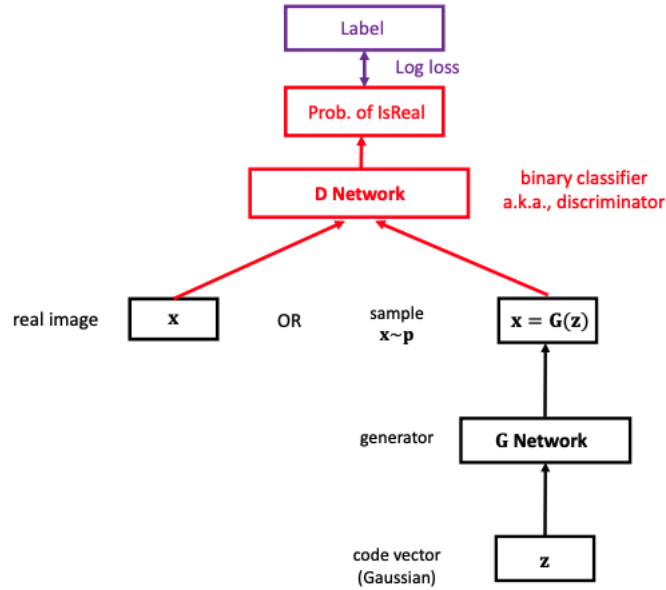 Label
Log loss
Prob. of IsReal
D Network
binary classifier
a.k.a., discriminator
real image
x
OR
sample
x~p
x = G(z)
generator
G Network
code vector
(Gaussian)
z